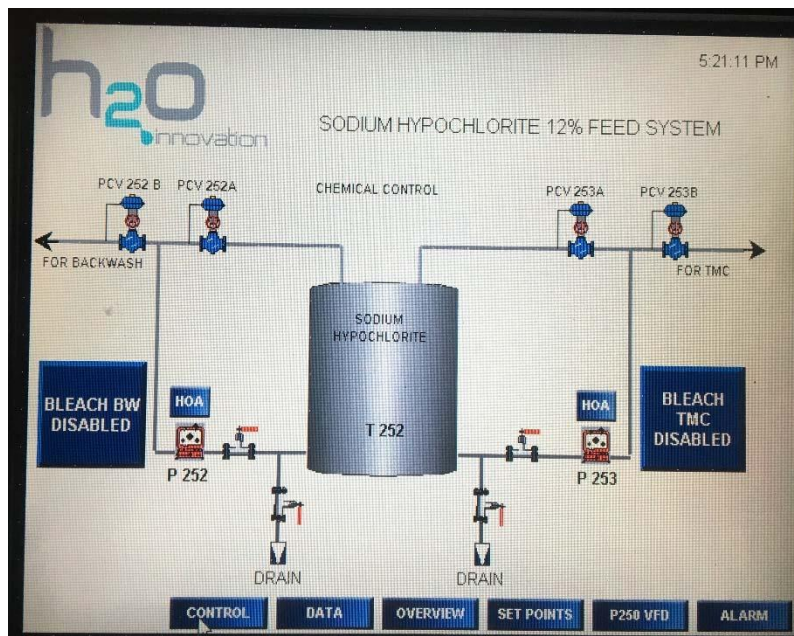 h2O
innovation
5:21:11 PM
SODIUM HYPOCHLORITE 12% FEED SYSTEM
PCV 252 B
PCV 252A
CHEMICAL CONTROL
PCV 253A
PCV 253B
FOR BACKWASH
FOR TMC
SODIUM
HYPOCHLORITE
T 252
BLEACH BW
DISABLED
HOA
P 252
HOA
P 253
BLEACH
TMC
DISABLED
DRAIN
DRAIN
CONTROL
DATA
OVERVIEW
SET POINTS
P250 VFD
ALARM